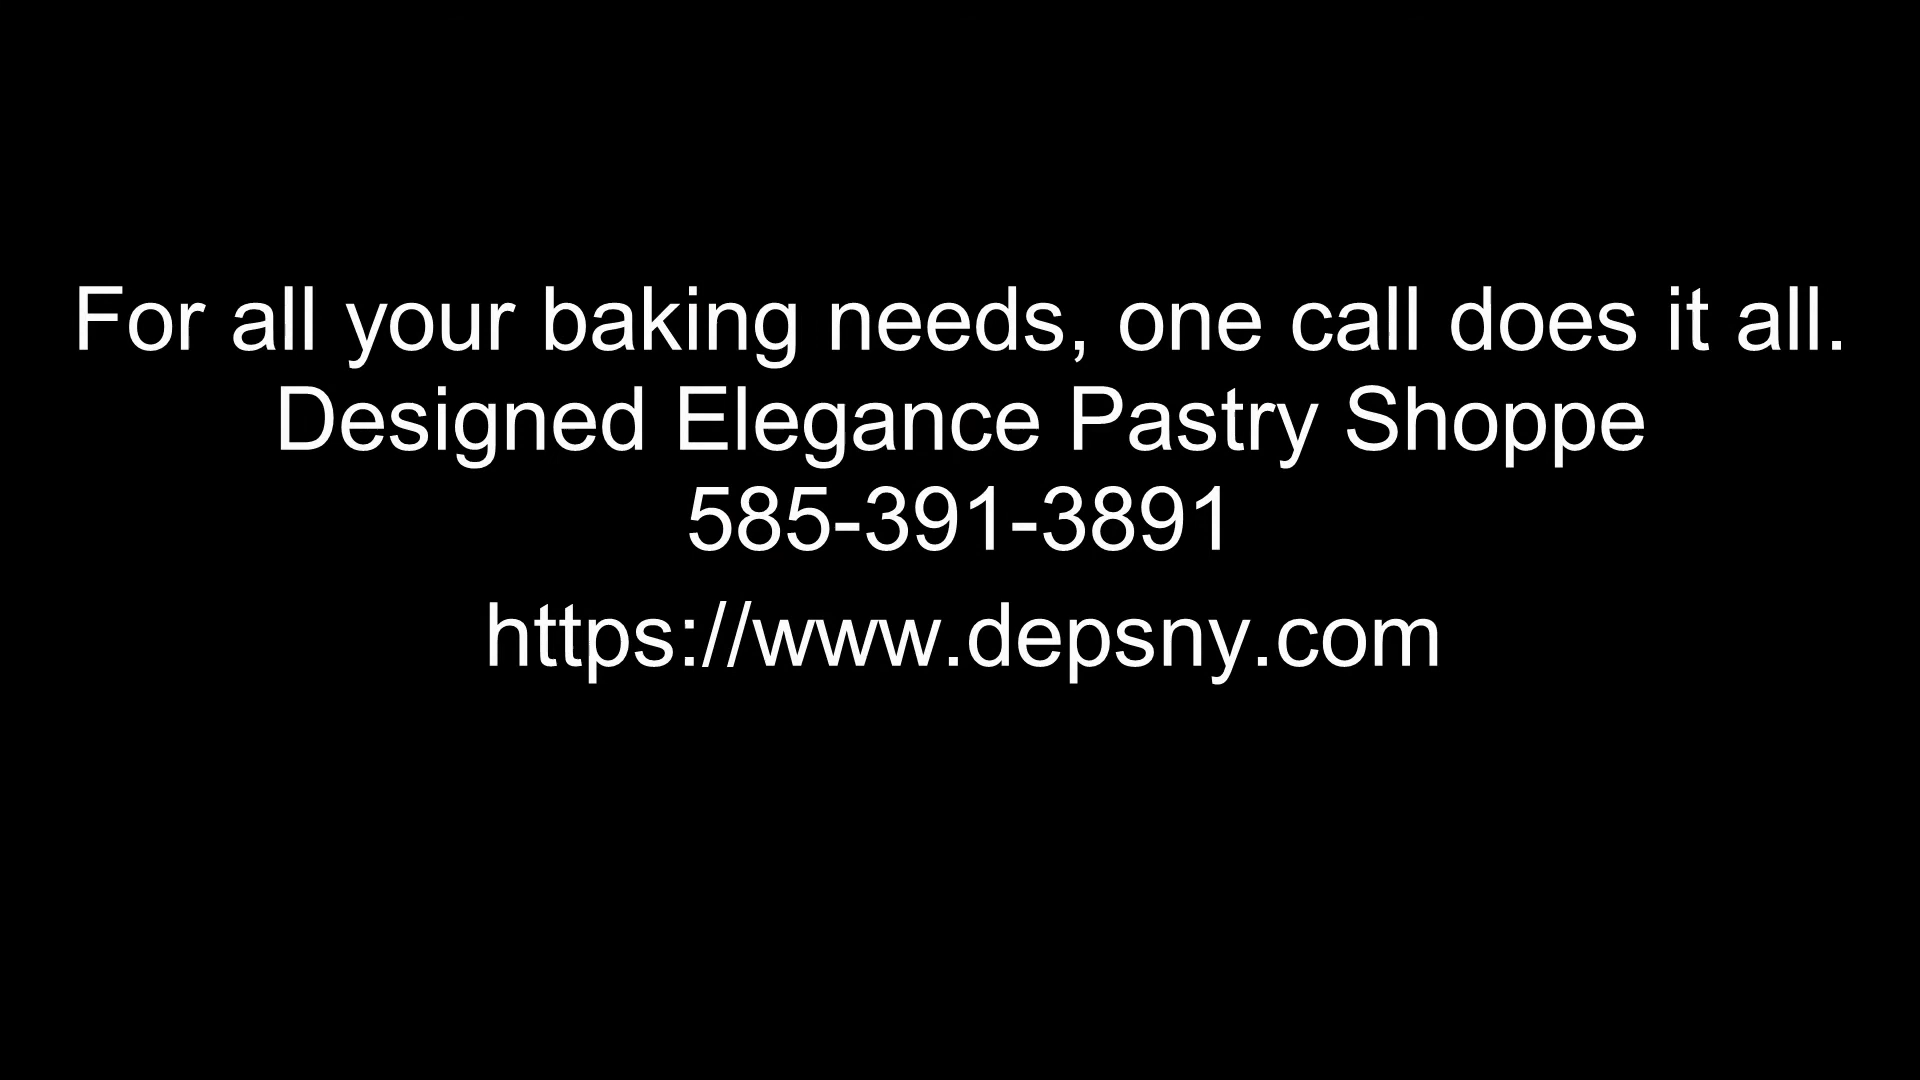 For all your baking needs, one call does it all.
Designed Elegance Pastry Shoppe
585-391-3891
https://www.depsny.com